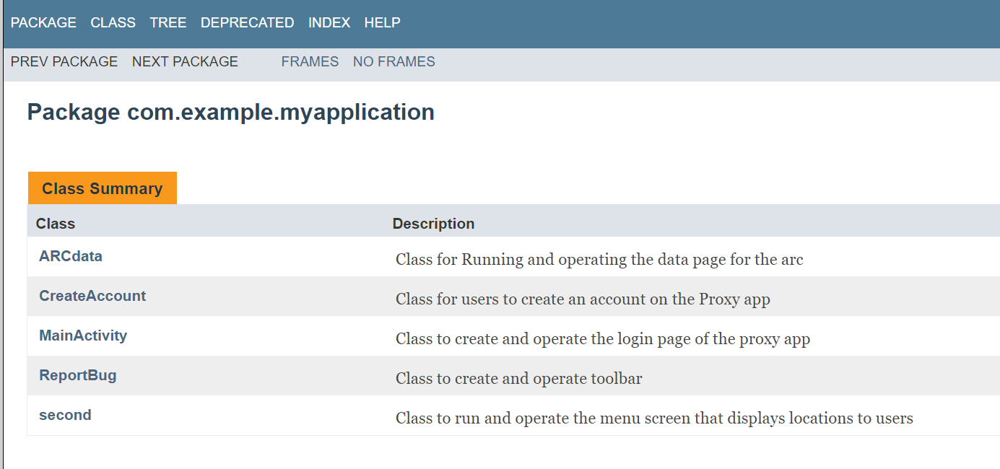 PACKAGE CLASS TREE DEPRECATED INDEX HELP
PREV PACKAGE NEXT PACKAGE FRAMES NO FRAMES
Package com.example.myapplication
Class Summary
Class Description
ARCdata Class for Running and operating the data page for the arc
CreateAccount Class for users to create an account on the Proxy app
MainActivity Class to create and operate the login page of the proxy app
ReportBug Class to create and operate toolbar
second Class to run and operate the menu screen that displays locations to users